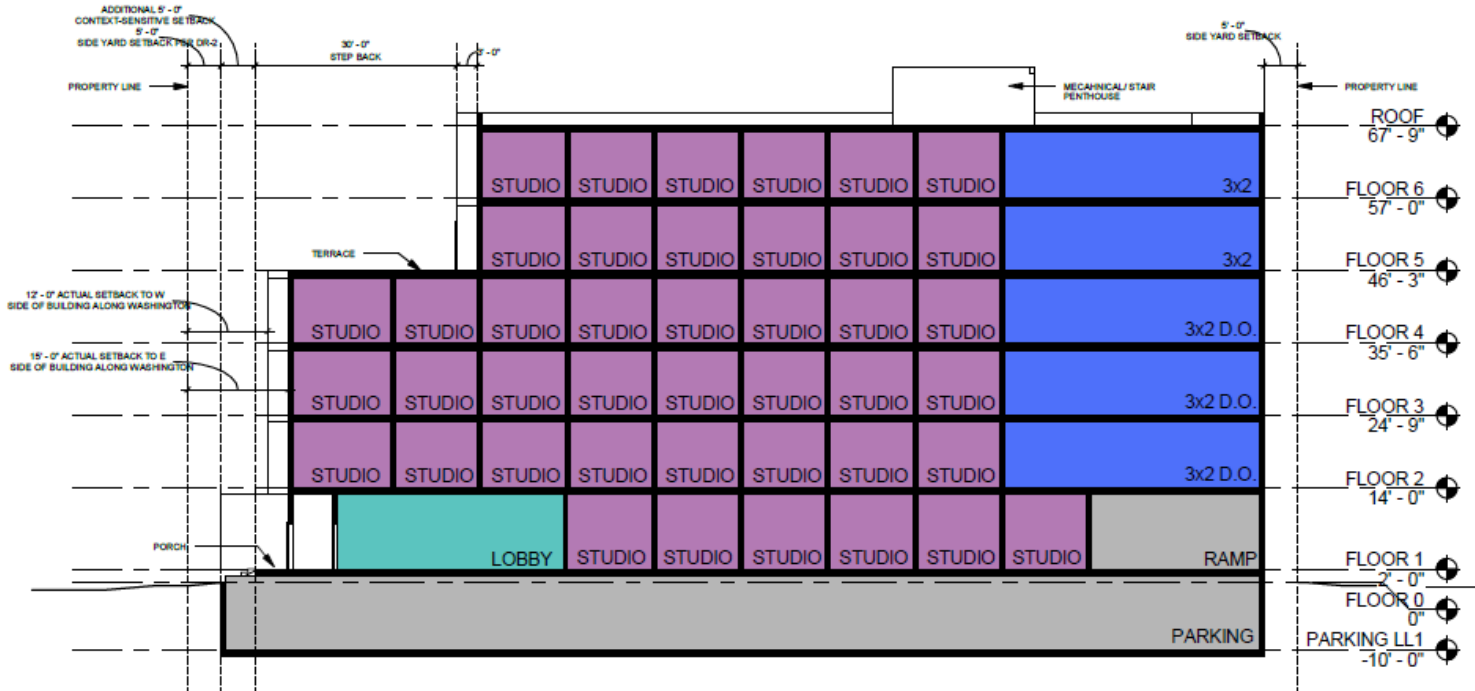 ADDITIONAL 5' - 0"
CONTEXT-SENSITIVE SETBACK
5' - 0"
SIDE YARD SETBACK PER DR-2
30' - 0"
STEP BACK
5' - 0"
SIDE YARD SETBACK
PROPERTY LINE
MECAHNICAL/ STAIR
PENTHOUSE
PROPERTY LINE
ROOF
67' - 9"
STUDIO STUDIO STUDIO STUDIO STUDIO STUDIO 3x2
FLOOR 6
57' - 0"
TERRACE
STUDIO STUDIO STUDIO STUDIO STUDIO STUDIO 3x2
FLOOR 5
46' - 3"
12' - 0" ACTUAL SETBACK TO W
SIDE OF BUILDING ALONG WASHINGTON
STUDIO STUDIO STUDIO STUDIO STUDIO STUDIO STUDIO STUDIO 3x2 D.O.
FLOOR 4
35' - 6"
15' - 0" ACTUAL SETBACK TO E
SIDE OF BUILDING ALONG WASHINGTON
STUDIO STUDIO STUDIO STUDIO STUDIO STUDIO STUDIO STUDIO 3x2 D.O.
FLOOR 3
24' - 9"
STUDIO STUDIO STUDIO STUDIO STUDIO STUDIO STUDIO STUDIO 3x2 D.O.
FLOOR 2
14' - 0"
PORCH
LOBBY STUDIO STUDIO STUDIO STUDIO STUDIO STUDIO RAMP
FLOOR 1
2' - 0"
FLOOR 0
0"
PARKING
PARKING LL1
-10' - 0"